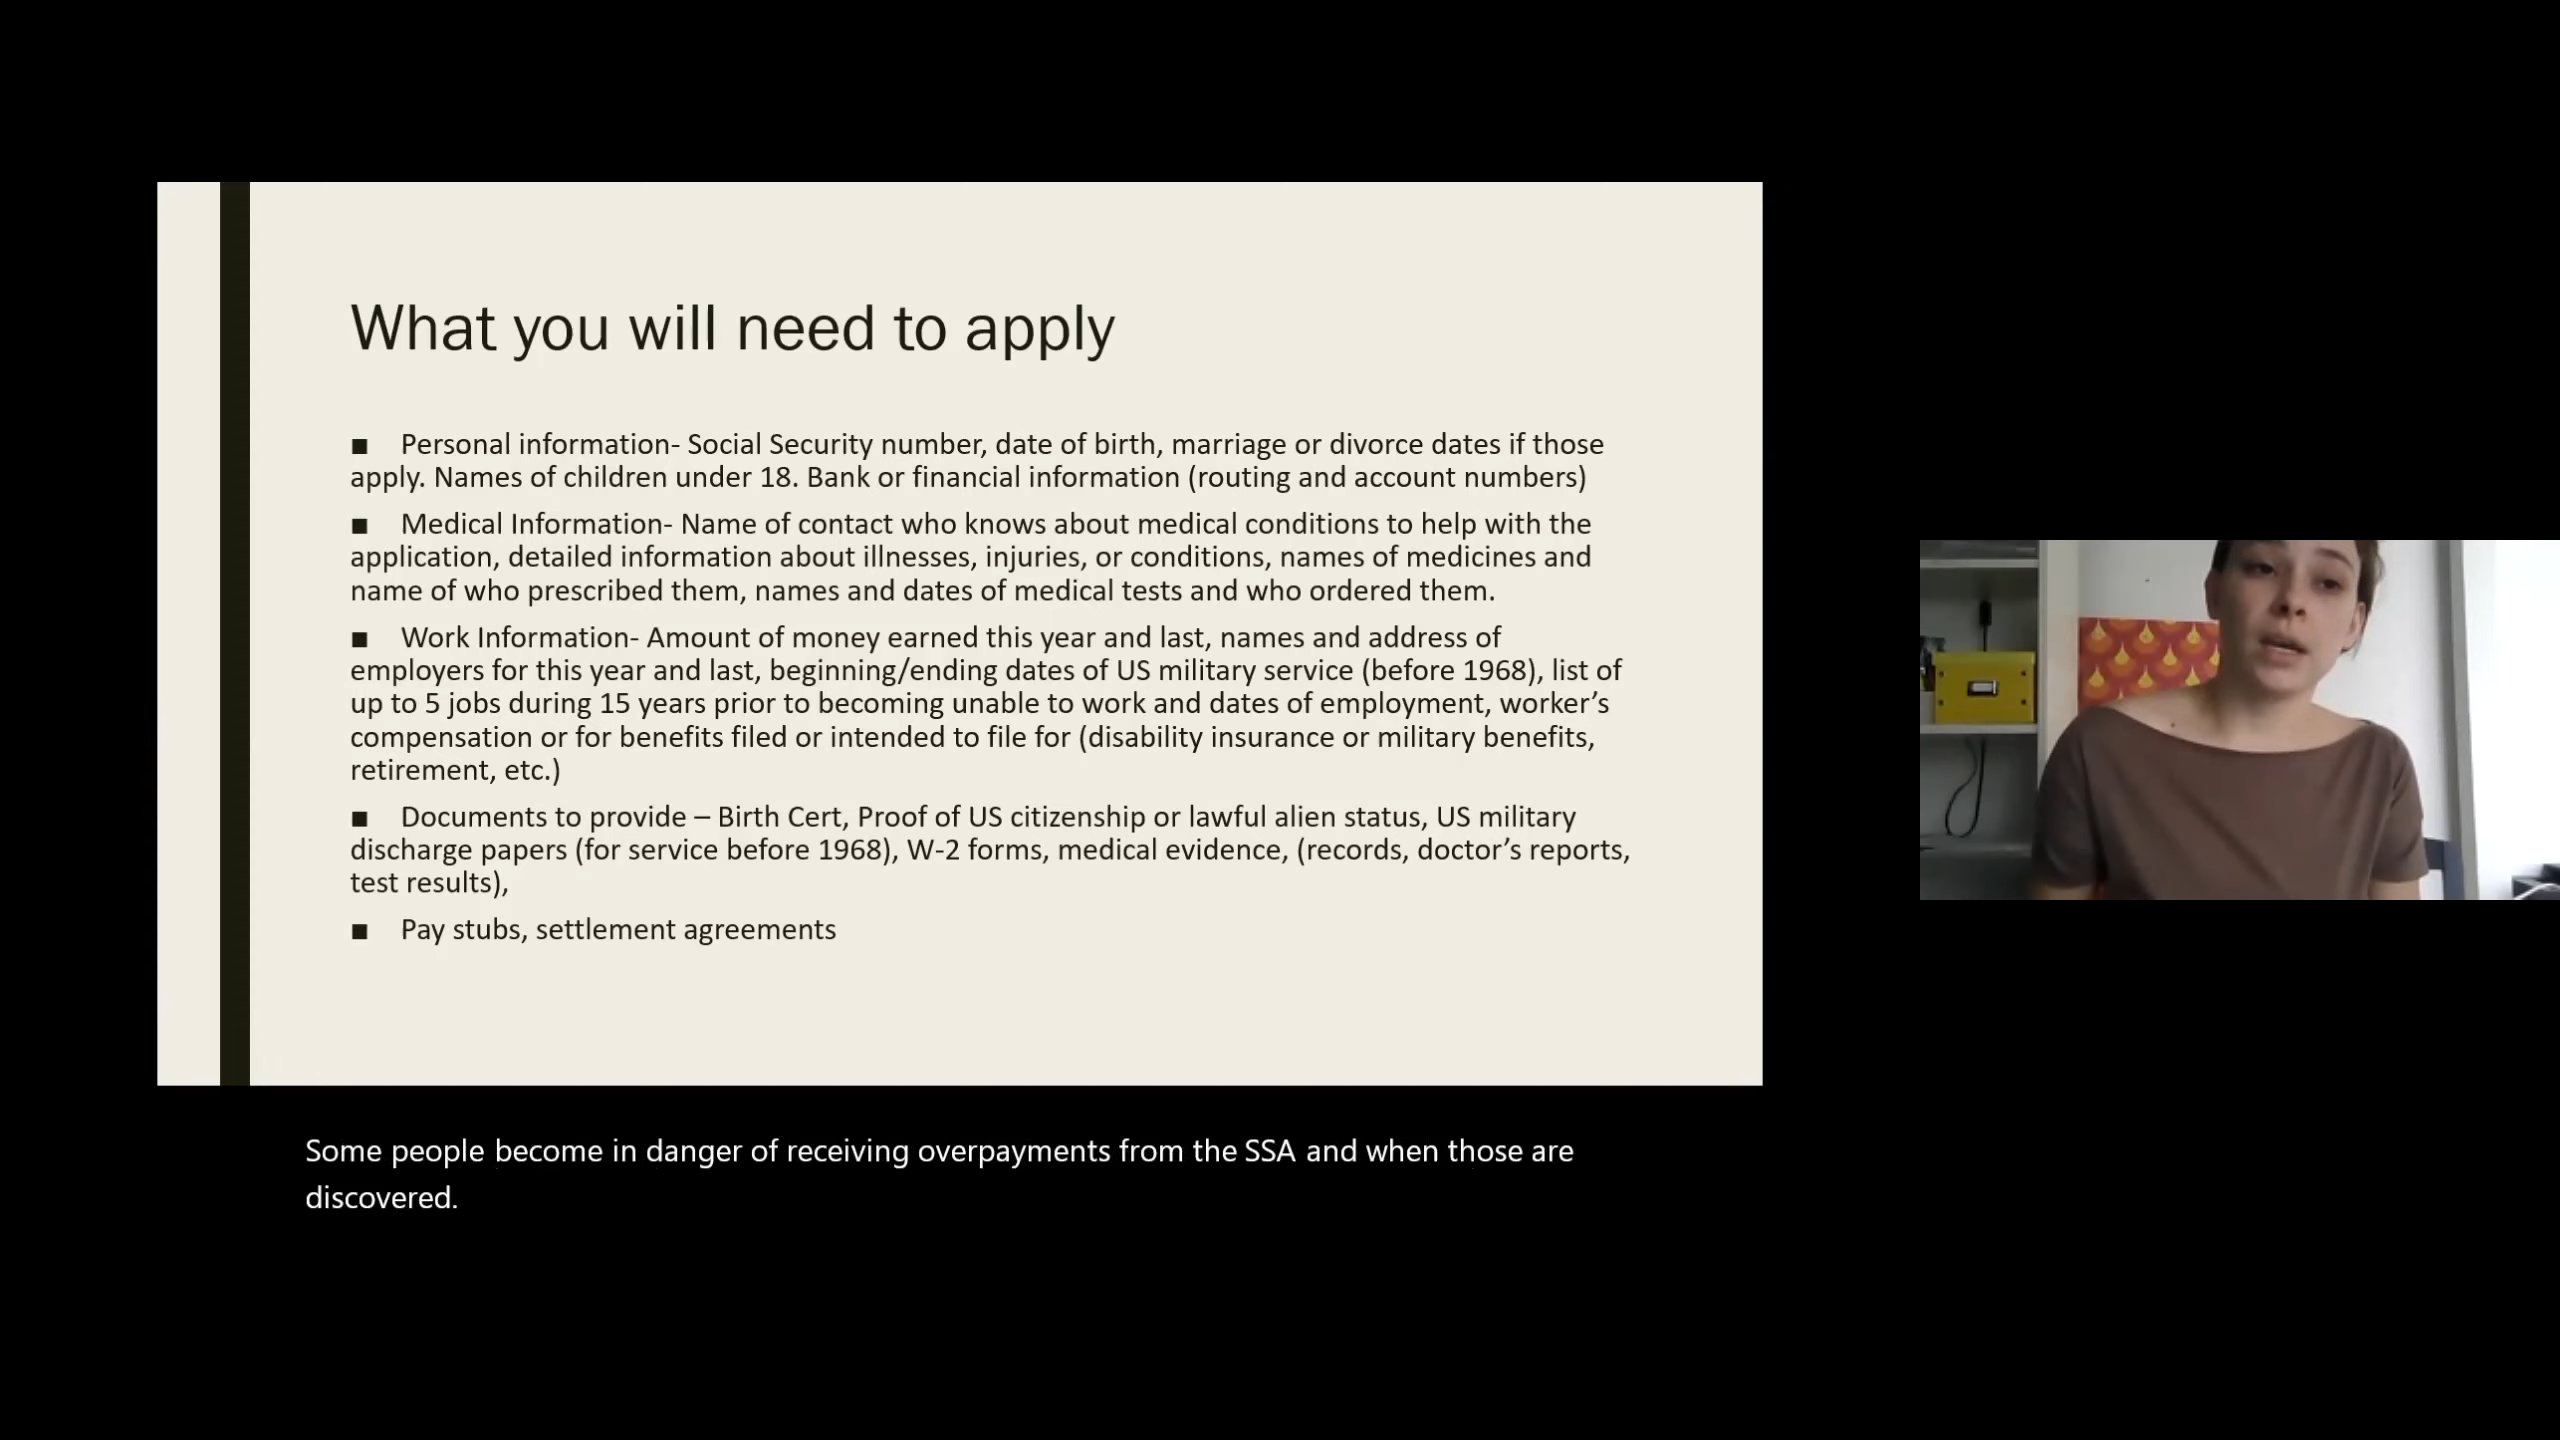 What you will need to apply
■ Personal information- Social Security number, date of birth, marriage or divorce dates if those
apply. Names of children under 18. Bank or financial information (routing and account numbers)
■ Medical Information- Name of contact who knows about medical conditions to help with the
application, detailed information about illnesses, injuries, or conditions, names of medicines and
name of who prescribed them, names and dates of medical tests and who ordered them.
■ Work Information- Amount of money earned this year and last, names and address of
employers for this year and last, beginning/ending dates of US military service (before 1968), list of
up to 5 jobs during 15 years prior to becoming unable to work and dates of employment, worker’s
compensation or for benefits filed or intended to file for (disability insurance or military benefits,
retirement, etc.)
■ Documents to provide – Birth Cert, Proof of US citizenship or lawful alien status, US military
discharge papers (for service before 1968), W-2 forms, medical evidence, (records, doctor’s reports,
test results),
■ Pay stubs, settlement agreements
Some people become in danger of receiving overpayments from the SSA and when those are
discovered.